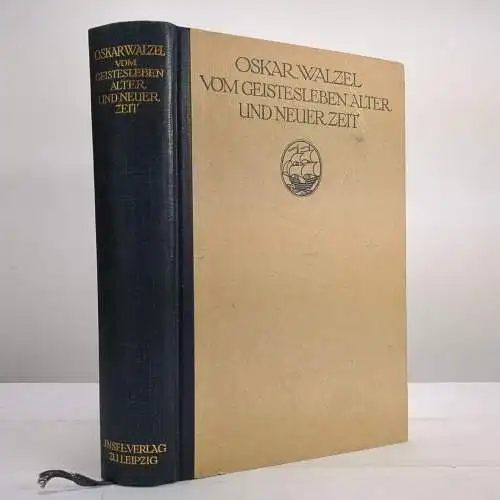 OSKAR WALZEL
VOM
GEISTESLEBEN
ALTER
UND NEUER
ZEIT
INSEL-VERLAG
ZU LEIPZIG
OSKAR WALZEL
VOM GEISTESLEBEN ALTER
UND NEUER ZEIT